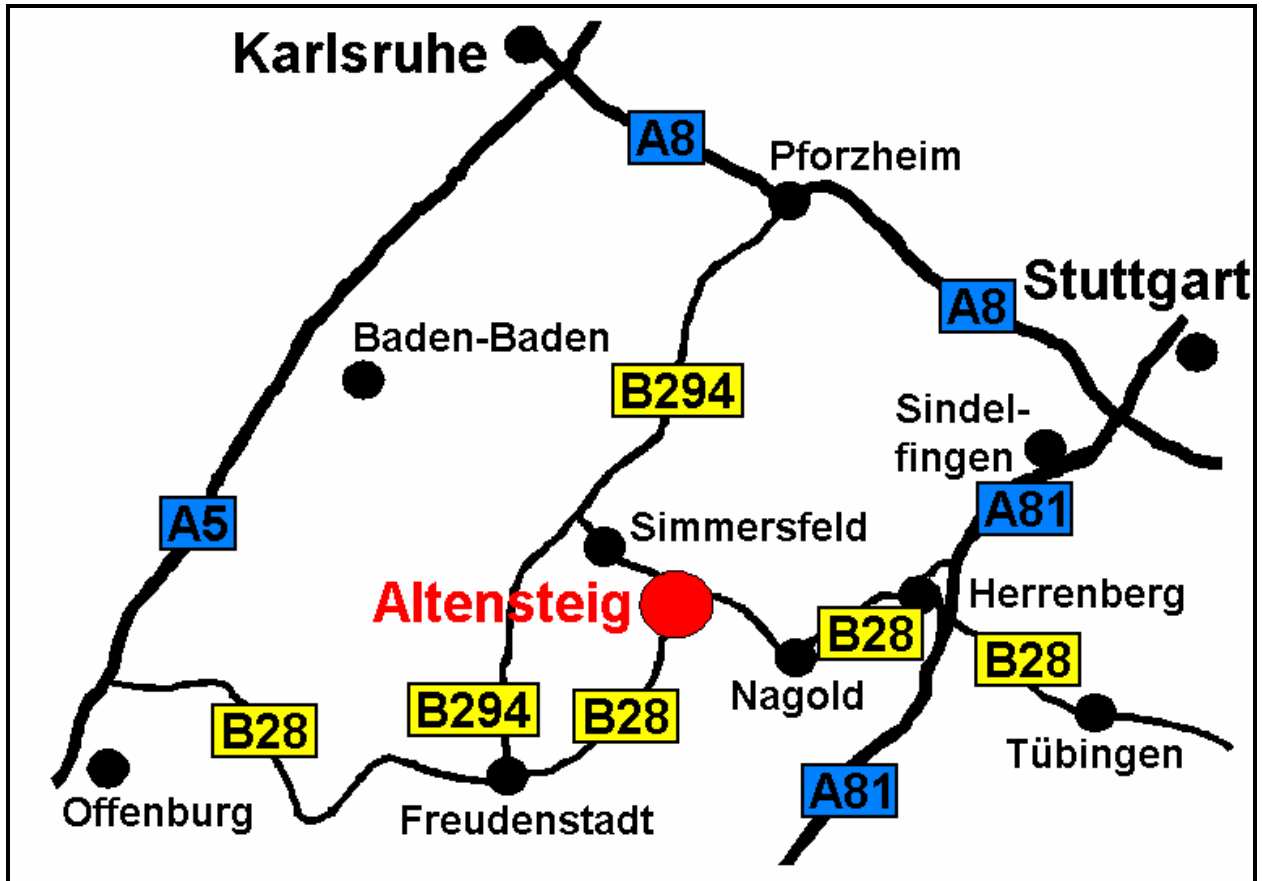 Karlsruhe
A8
Pforzheim
Stuttgart
A8
Baden-Baden
B294
Sindel-
fingen
A5
A81
Simmersfeld
Altensteig
Herrenberg
B28
B28
Nagold
B294
B28
B28
Tübingen
A81
Offenburg
Freudenstadt